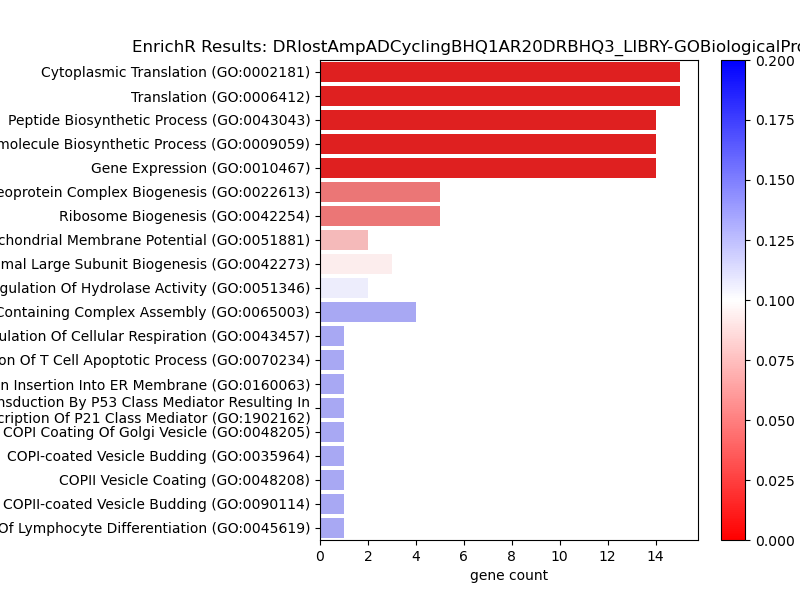 EnrichR Results: DRlostAmpADCyclingBHQ1AR20DRBHQ3_LIBRY-GOBiologicalPro
Cytoplasmic Translation (GO:0002181)
Translation (GO:0006412)
Peptide Biosynthetic Process (GO:0043043)
molecule Biosynthetic Process (GO:0009059)
Gene Expression (GO:0010467)
eoprotein Complex Biogenesis (GO:0022613)
Ribosome Biogenesis (GO:0042254)
chondrial Membrane Potential (GO:0051881)
mal Large Subunit Biogenesis (GO:0042273)
gulation Of Hydrolase Activity (GO:0051346)
Containing Complex Assembly (GO:0065003)
ulation Of Cellular Respiration (GO:0043457)
on Of T Cell Apoptotic Process (GO:0070234)
n Insertion Into ER Membrane (GO:0160063)
nsduction By P53 Class Mediator Resulting In
cription Of P21 Class Mediator (GO:1902162)
COPI Coating Of Golgi Vesicle (GO:0048205)
COPI-coated Vesicle Budding (GO:0035964)
COPII Vesicle Coating (GO:0048208)
COPII-coated Vesicle Budding (GO:0090114)
Of Lymphocyte Differentiation (GO:0045619)
0 2 4 6 8 10 12 14
gene count
0.200
0.175
0.150
0.125
0.100
0.075
0.050
0.025
0.000